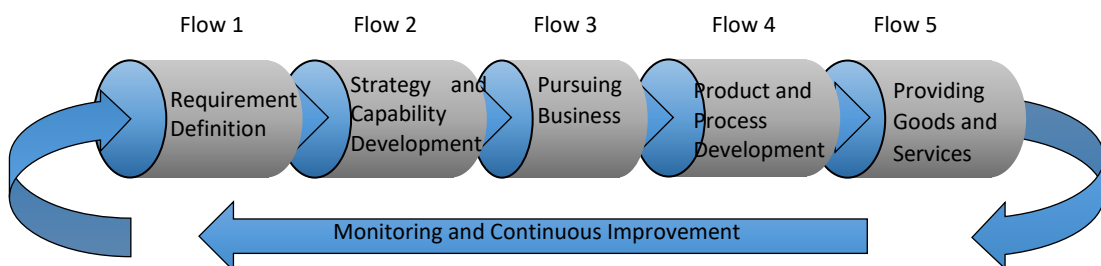 Flow 1
Flow 2
Flow 3
Flow 4
Flow 5
Requirement
Definition
Strategy and
Capability
Development
Pursuing
Business
Product and
Process
Development
Providing
Goods and
Services
Monitoring and Continuous Improvement